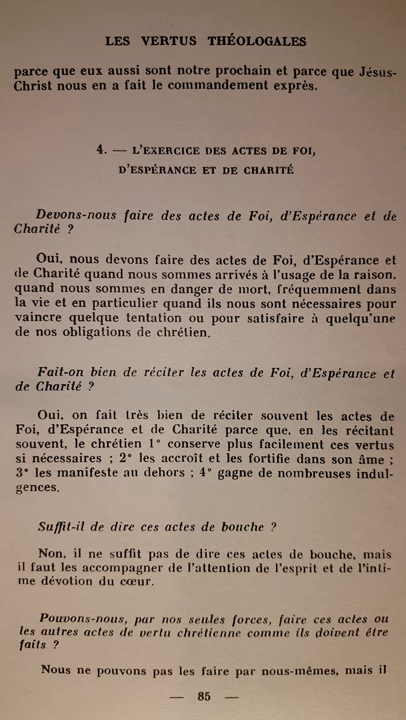 LES VERTUS THÉOLOGALES
parce que eux aussi sont notre prochain et parce que Jésus-
Christ nous en a fait le commandement exprès.
4. — L'EXERCICE DES ACTES DE FOI,
D'ESPÉRANCE ET DE CHARITÉ
Devons-nous faire des actes de Foi, d'Espérance et de
Charité ?
Oui, nous devons faire des actes de Foi, d'Espérance et
de Charité quand nous sommes arrivés à l'usage de la raison,
quand nous sommes en danger de mort, fréquemment dans
la vie et en particulier quand ils nous sont nécessaires pour
vaincre quelque tentation ou pour satisfaire à quelqu'une
de nos obligations de chrétien.
Fait-on bien de réciter les actes de Foi, d'Espérance et
de Charité ?
Oui, on fait très bien de réciter souvent les actes de
Foi, d'Espérance et de Charité parce que, en les récitant
souvent, le chrétien 1° conserve plus facilement ces vertus
si nécessaires ; 2° les accroît et les fortifie dans son âme ;
3° les manifeste au dehors ; 4° gagne de nombreuses indul-
gences.
Suffit-il de dire ces actes de bouche ?
Non, il ne suffit pas de dire ces actes de bouche, mais
il faut les accompagner de l'attention de l'esprit et de l'inti-
me dévotion du cœur.
Pouvons-nous, par nos seules forces, faire ces actes ou
les autres actes de vertu chrétienne comme ils doivent être
faits ?
Nous ne pouvons pas les faire par nous-mêmes, mais il
— 85 —